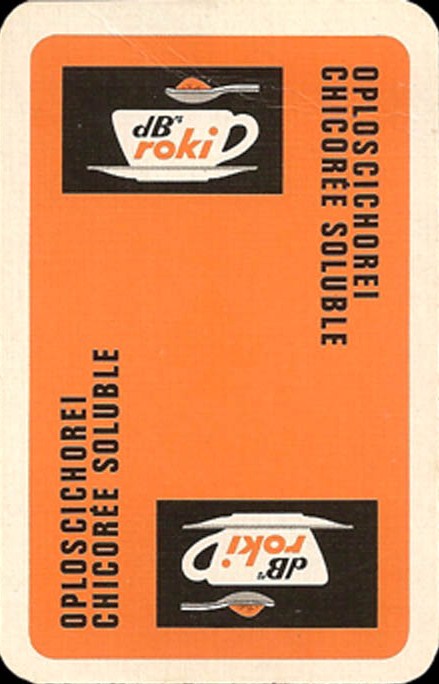 dB's
roki
OPLOSCICHOREI
CHICORÉE SOLUBLE
OPLOSCICHOREI
CHICORÉE SOLUBLE
dB's
roki